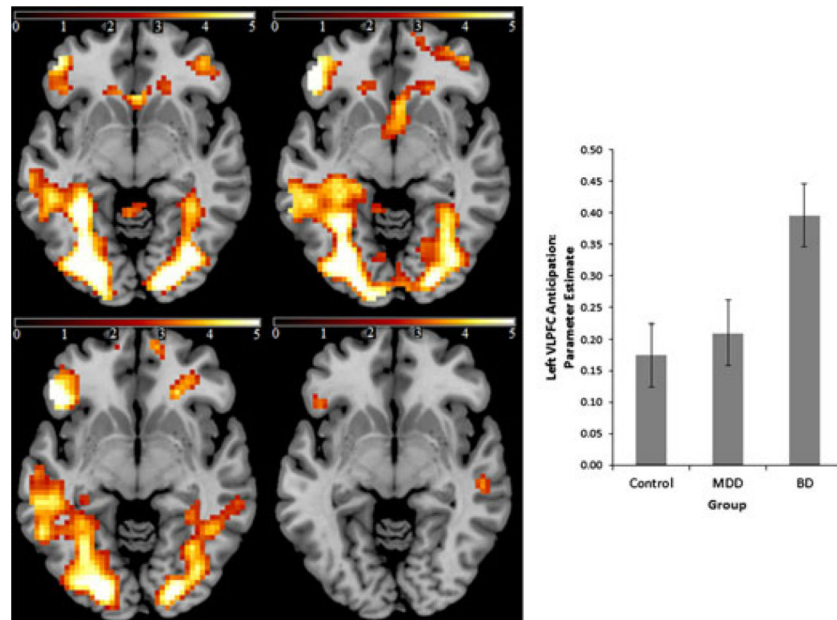 0 1 2 3 4 5
0 1 2 3 4 5
0 1 2 3 4 5
0 1 2 3 4 5
Left VLPFC Anticipation:
Parameter Estimate
0.50
0.45
0.40
0.35
0.30
0.25
0.20
0.15
0.10
0.05
0.00
Control MDD BD
Group